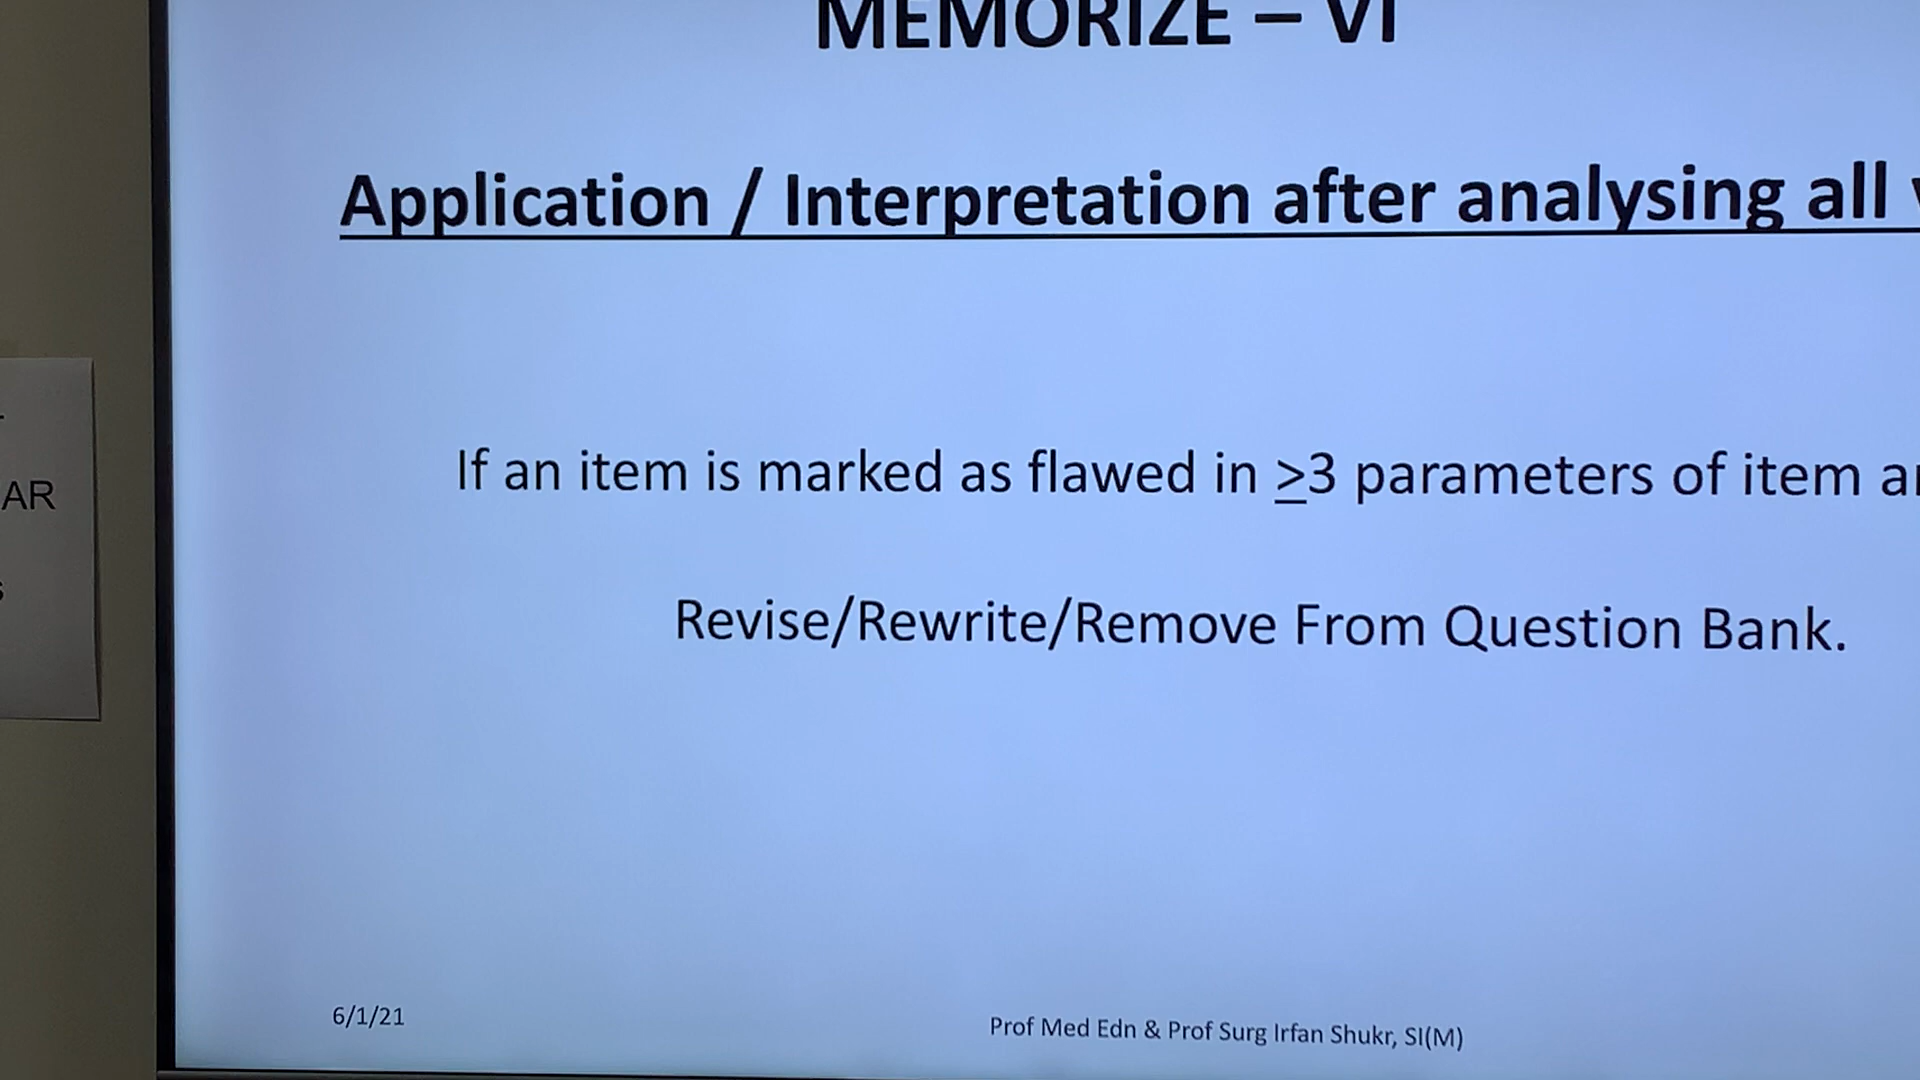 MEMORIZE – VI
Application / Interpretation after analysing all
If an item is marked as flawed in ≥3 parameters of item
Revise/Rewrite/Remove From Question Bank.
AR
6/1/21
Prof Med Edn & Prof Surg Irfan Shukr, SI(M)